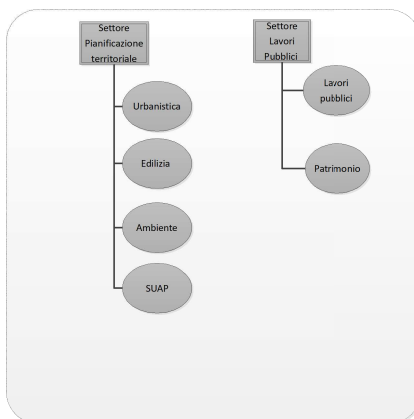 Settore
Pianificazione
territoriale
Urbanistica
Edilizia
Ambiente
SUAP
Settore
Lavori
Pubblici
Lavori
pubblici
Patrimonio